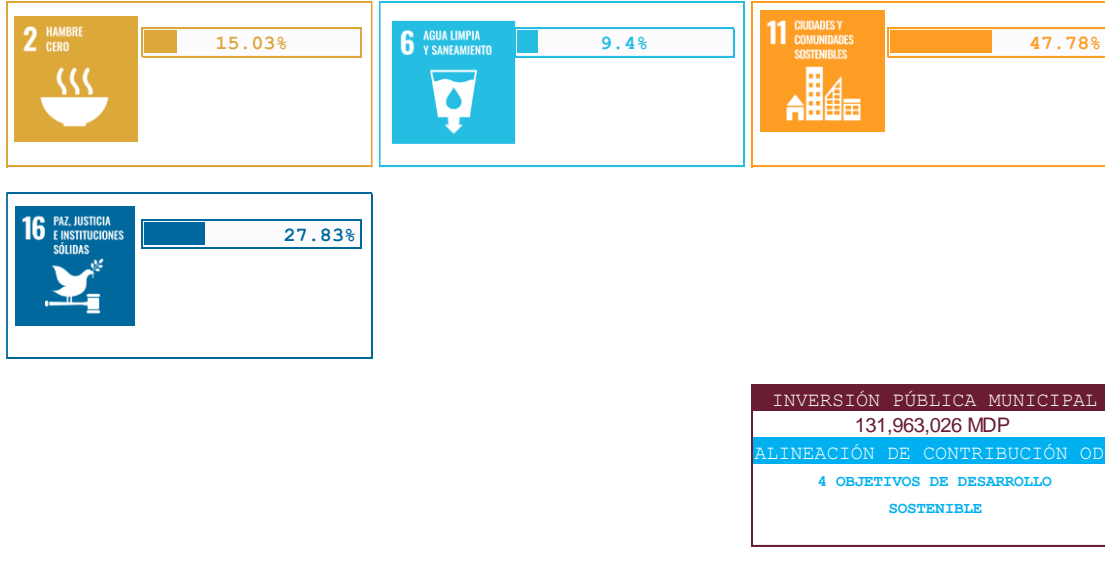 2 HAMBRE
CERO
15.03%
6 AGUA LIMPIA
Y SANEAMIENTO
9.4%
11 CIUDADES Y
COMUNIDADES
SOSTENIBLES
47.78%
16 PAZ, JUSTICIA
E INSTITUCIONES
SÓLIDAS
27.83%
INVERSIÓN PÚBLICA MUNICIPAL
131,963,026 MDP
ALINEACIÓN DE CONTRIBUCIÓN OD
4 OBJETIVOS DE DESARROLLO
SOSTENIBLE